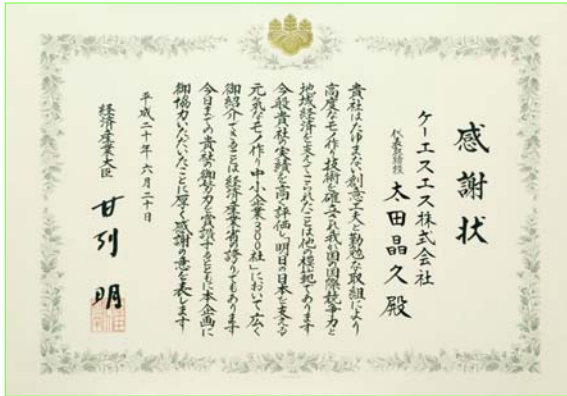 感謝状
ケーエスエス株式会社
代表取締役 太田晶久殿
貴社はたゆまない創意工夫と勤勉な取組により
高度なモノ作り技術を確立され我が国の国際競争力と
地域経済を支えてこられたことは他の模範であります
今般貴社の実績を高く評価し「明日の日本を支える
元気なモノ作り中小企業300社」において広く
御紹介できることは経済産業省の誇りでもあります
今日までの貴社の御努力を賞讃するとともに本企画に
御協力いただいたことに厚く感謝の意を表します
平成二十年六月二十日
経済産業大臣 甘利 明